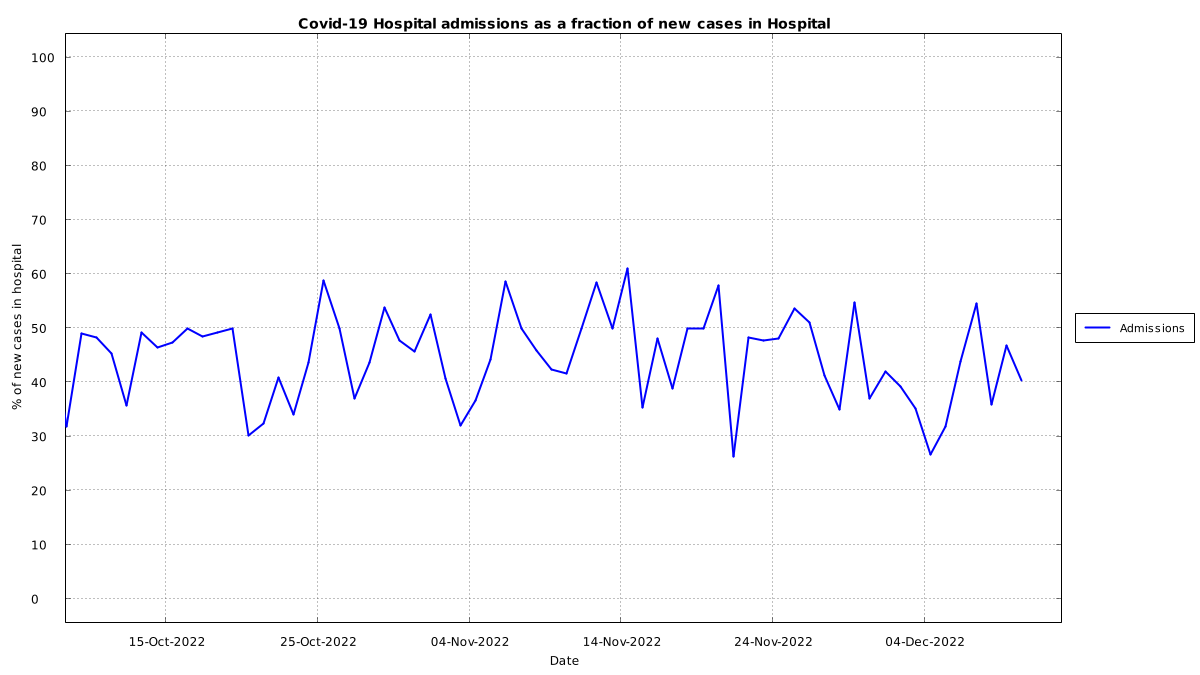 Covid-19 Hospital admissions as a fraction of new cases in Hospital
100
90
80
70
60
50
40
30
20
10
0
% of new cases in hospital
Admissions
15-Oct-2022
25-Oct-2022
04-Nov-2022
14-Nov-2022
24-Nov-2022
04-Dec-2022
Date